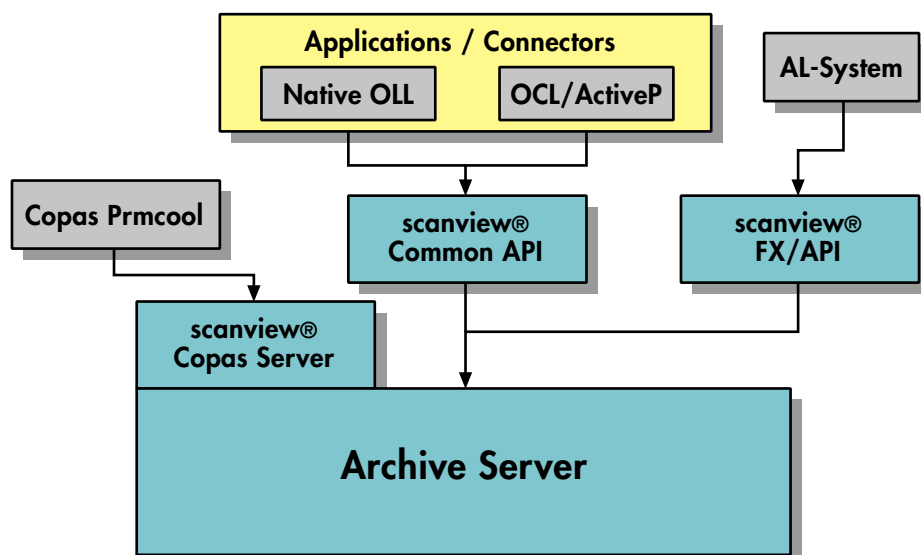 Applications / Connectors
Native OLL
OCL/ActiveP
AL-System
Copas Prmcool
scanview®
Common API
scanview®
FX/API
scanview®
Copas Server
Archive Server